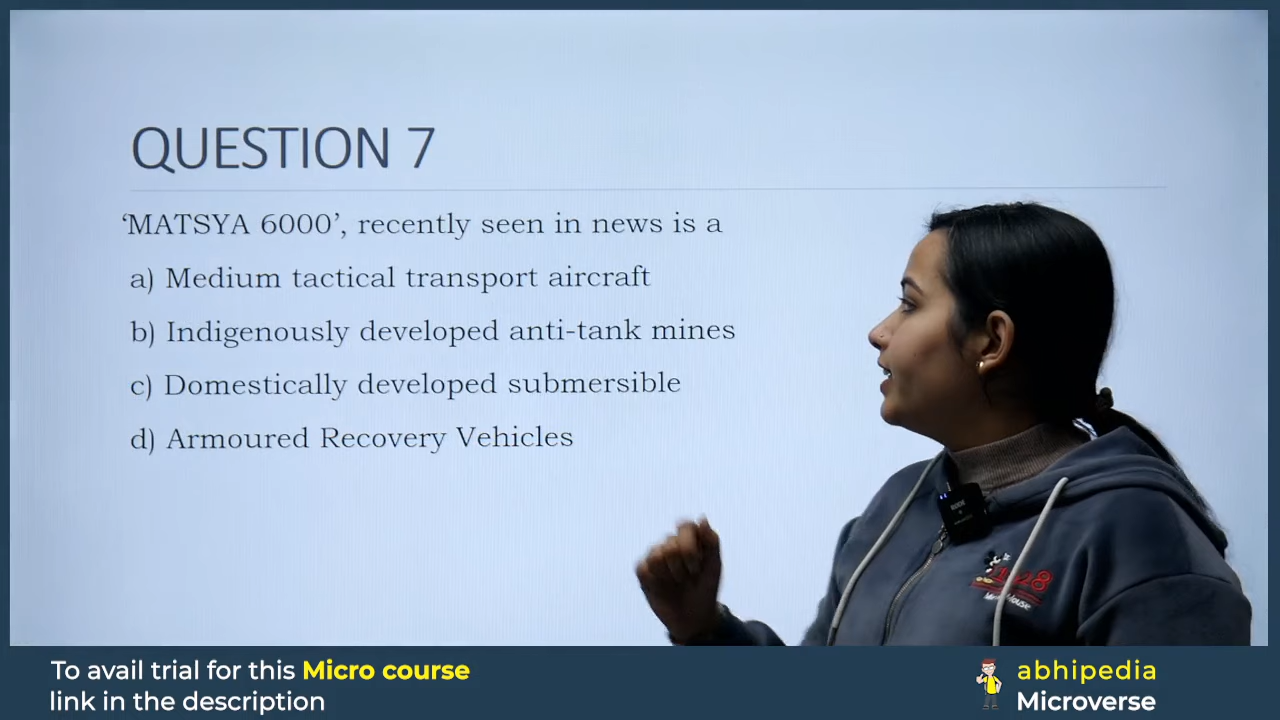 QUESTION 7
‘MATSYA 6000’, recently seen in news is a
a) Medium tactical transport aircraft
b) Indigenously developed anti-tank mines
c) Domestically developed submersible
d) Armoured Recovery Vehicles
To avail trial for this Micro course
link in the description
abhipedia
Microverse